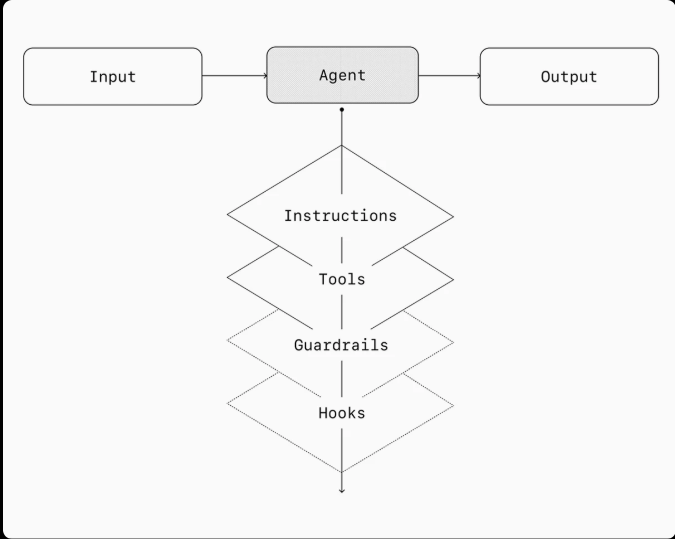 Input
Agent
Output
Instructions
Tools
Guardrails
Hooks